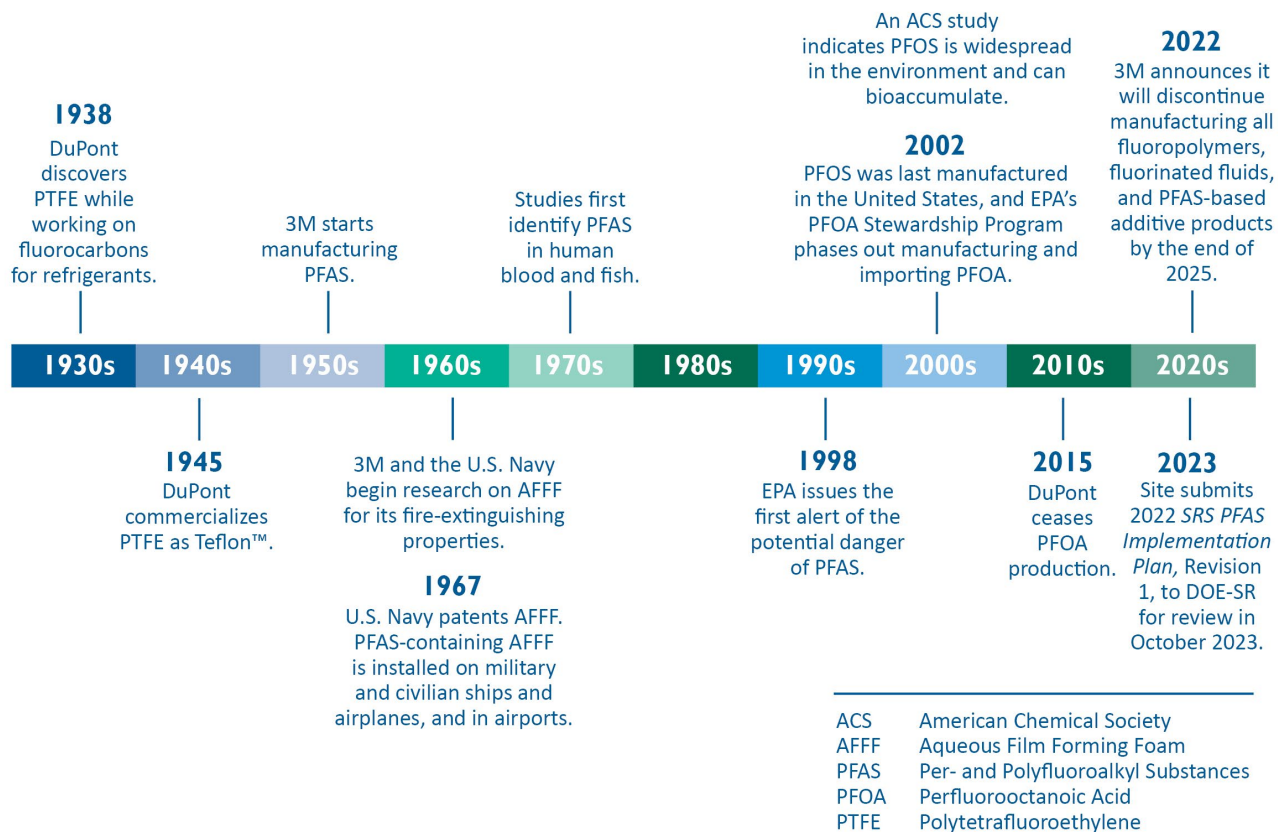 1938
DuPont
discovers
PTFE while
working on
fluorocarbons
for refrigerants.
3M starts
manufacturing
PFAS.
Studies first
identify PFAS
in human
blood and fish.
An ACS study
indicates PFOS is widespread
in the environment and can
bioaccumulate.
2002
PFOS was last manufactured
in the United States, and EPA’s
PFOA Stewardship Program
phases out manufacturing and
importing PFOA.
2022
3M announces it
will discontinue
manufacturing all
fluoropolymers,
fluorinated fluids,
and PFAS-based
additive products
by the end of
2025.
1930s 1940s 1950s 1960s 1970s 1980s 1990s 2000s 2010s 2020s
1945
DuPont
commercializes
PTFE as Teflon™.
3M and the U.S. Navy
begin research on AFFF
for its fire-extinguishing
properties.
1967
U.S. Navy patents AFFF.
PFAS-containing AFFF
is installed on military
and civilian ships and
airplanes, and in airports.
1998
EPA issues the
first alert of the
potential danger
of PFAS.
2015
DuPont
ceases
PFOA
production.
2023
Site submits
2022 SRS PFAS
Implementation
Plan, Revision
1, to DOE-SR
for review in
October 2023.
ACS American Chemical Society
AFFF Aqueous Film Forming Foam
PFAS Per- and Polyfluoroalkyl Substances
PFOA Perfluorooctanoic Acid
PTFE Polytetrafluoroethylene